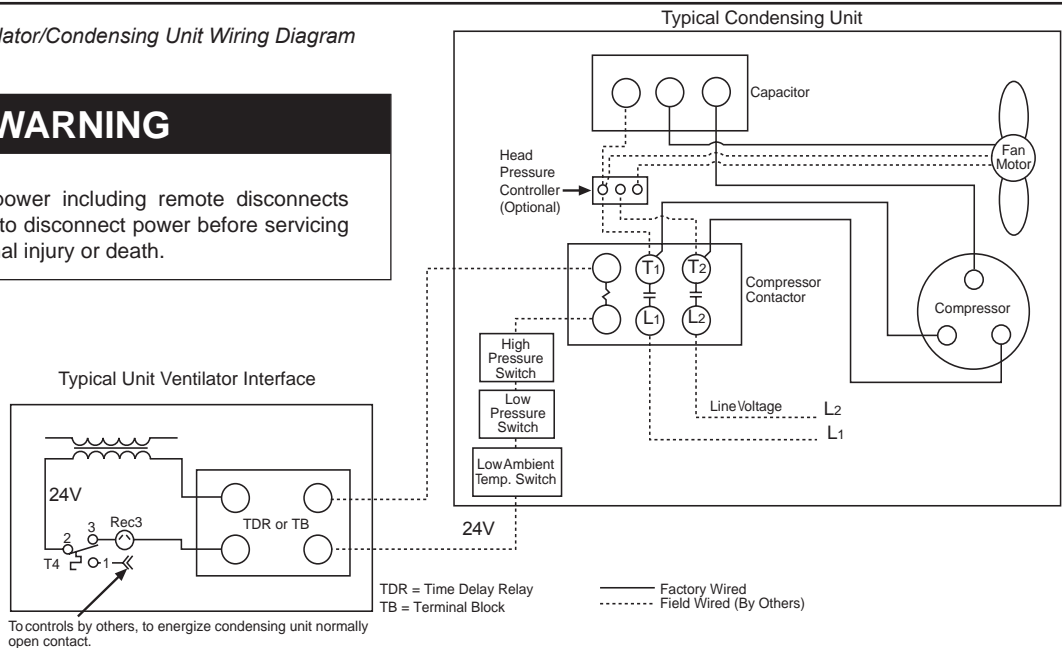 Unit Wiring Diagram
WARNING
power including remote disconnects
to disconnect power before servicing
injury or death.
Typical Condensing Unit
Capacitor
Fan
Motor
Head
Pressure
Controller
(Optional)
T1
T2
Compressor
Contactor
L1
L2
Compressor
High
Pressure
Switch
Low
Pressure
Switch
Low Ambient
Temp. Switch
Line Voltage
L2
L1
24V
Typical Unit Ventilator Interface
24V
TDR or TB
2
3
Rec3
T4
1
To controls by others, to energize condensing unit normally
open contact.
TDR = Time Delay Relay
TB = Terminal Block
Factory Wired
Field Wired (By Others)